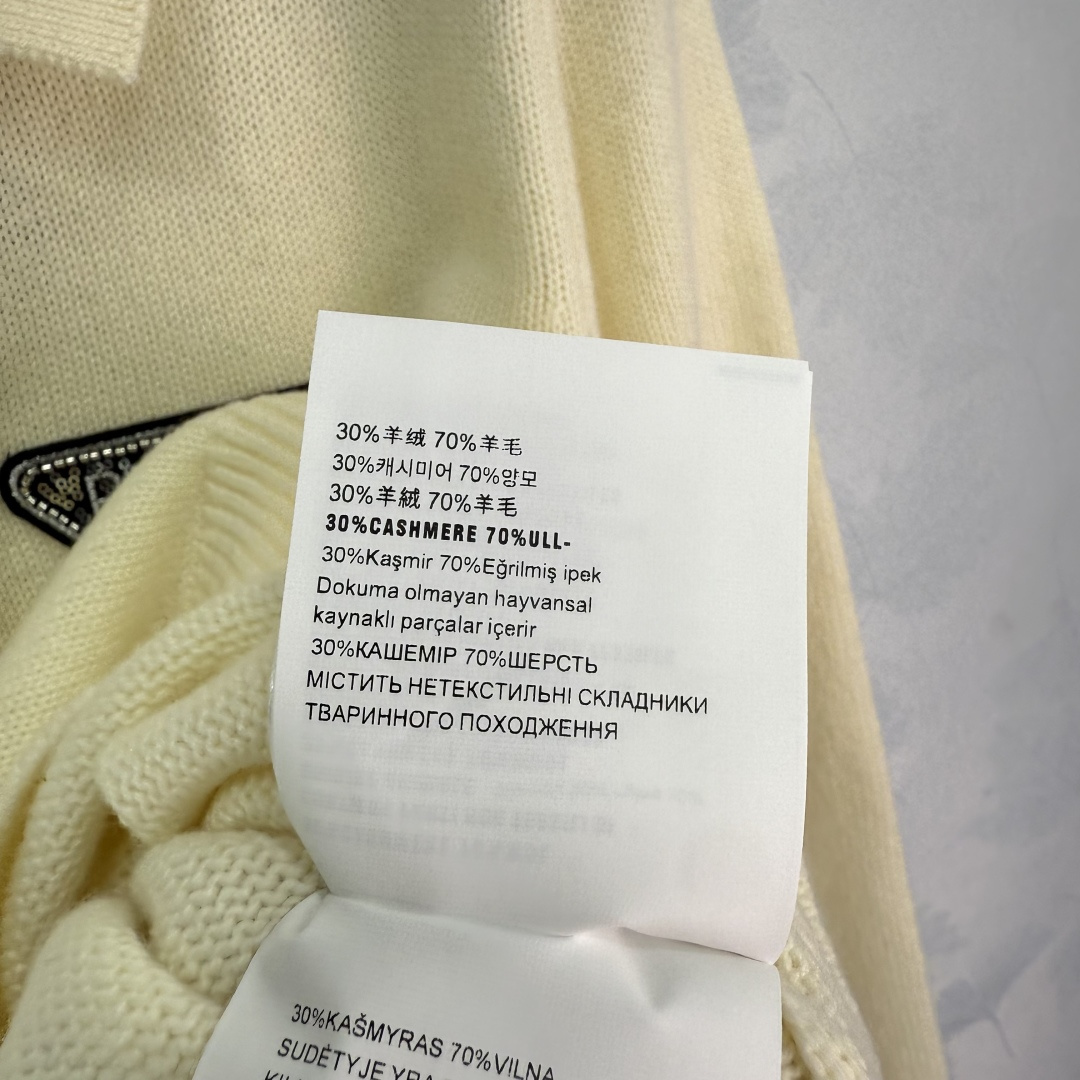 30%羊绒 70%羊毛
30%캐시미어 70%양모
30%羊絨 70%羊毛
30%CASHMERE 70%ULL-
30%Kaşmir 70%Eğrilmiş ipek
Dokuma olmayan hayvansal
kaynaklı parçalar içerir
30%КАШЕМІР 70%ШЕРСТЬ
МІСТИТЬ НЕТЕКСТИЛЬНІ СКЛАДНИКИ
ТВАРИННОГО ПОХОДЖЕННЯ
30%KAŠMYRAS 70%VILNA
SUDĖTYJE